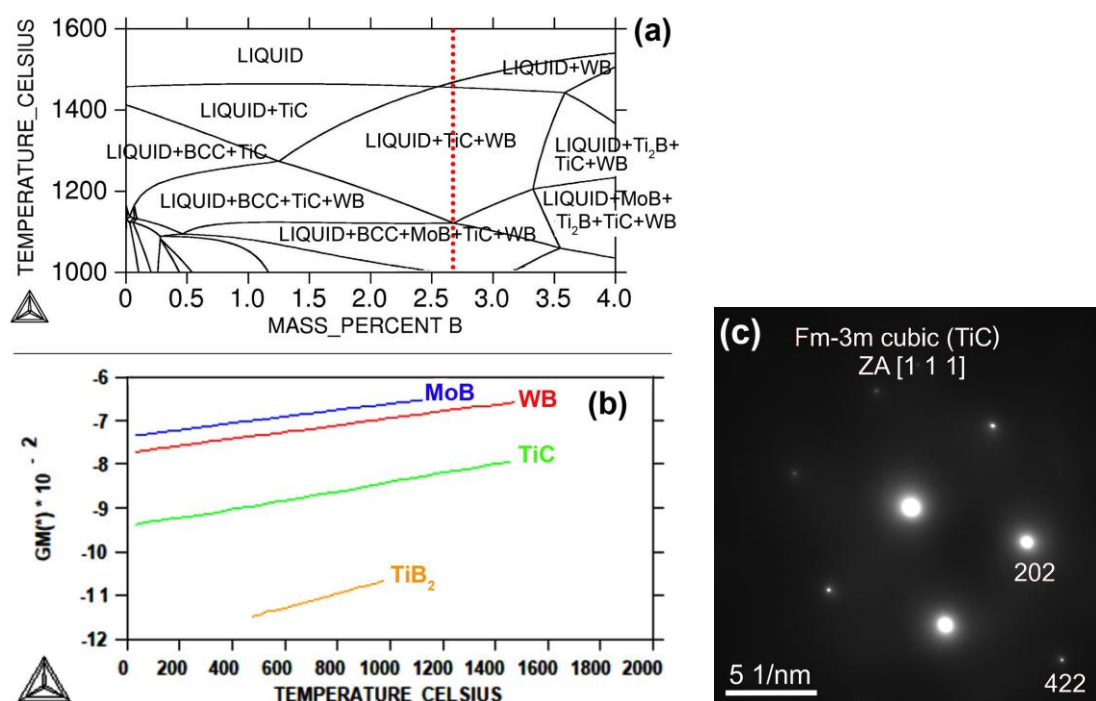 (a)
TEMPERATURE_CELSIUS
1600
1400
1200
1000
LIQUID
LIQUID+WB
LIQUID+TiC
LIQUID+BCC+TiC
LIQUID+TiC+WB
LIQUID+Ti₂B+
TiC+WB
LIQUID+BCC+TiC+WB
LIQUID+MoB+
Ti₂B+TiC+WB
LIQUID+BCC+MoB+TiC+WB
0 0.5 1.0 1.5 2.0 2.5 3.0 3.5 4.0
MASS_PERCENT B
(b)
GM(*) * 10 - 2
-6
-7
-8
-9
-10
-11
-12
MoB
WB
TiC
TiB₂
0 200 400 600 800 1000 1200 1400 1600 1800 2000
TEMPERATURE_CELSIUS
(c)
Fm-3m cubic (TiC)
ZA [1 1 1]
202
422
5 1/nm